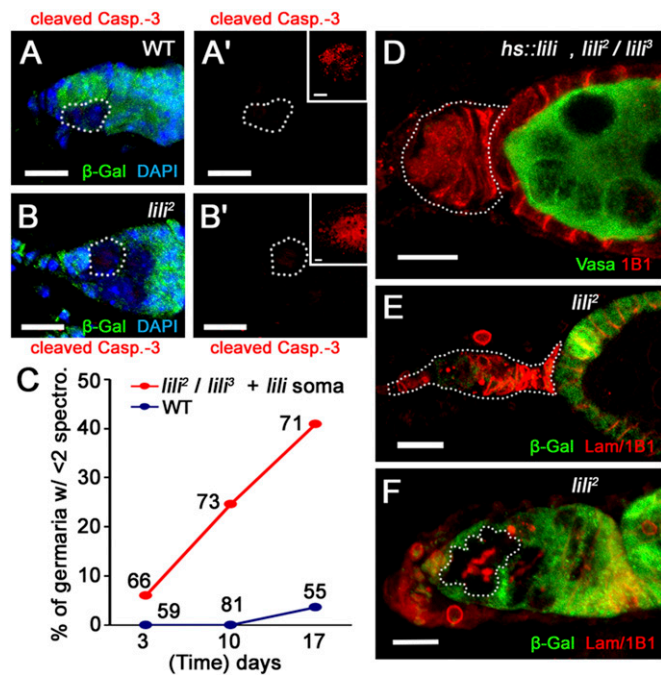 cleaved Casp.-3
cleaved Casp.-3
A
WT
β-Gal DAPI
A'
B
lili²
β-Gal DAPI
B'
cleaved Casp.-3
cleaved Casp.-3
C
% of germaria w/ <2 spectro.
50
40
30
20
10
0
lili² / lili³ + lili soma
WT
66
73
71
59
81
55
3
10
17
(Time) days
D
hs::lili , lili² / lili³
Vasa 1B1
E
lili²
β-Gal Lam/1B1
F
lili²
β-Gal Lam/1B1